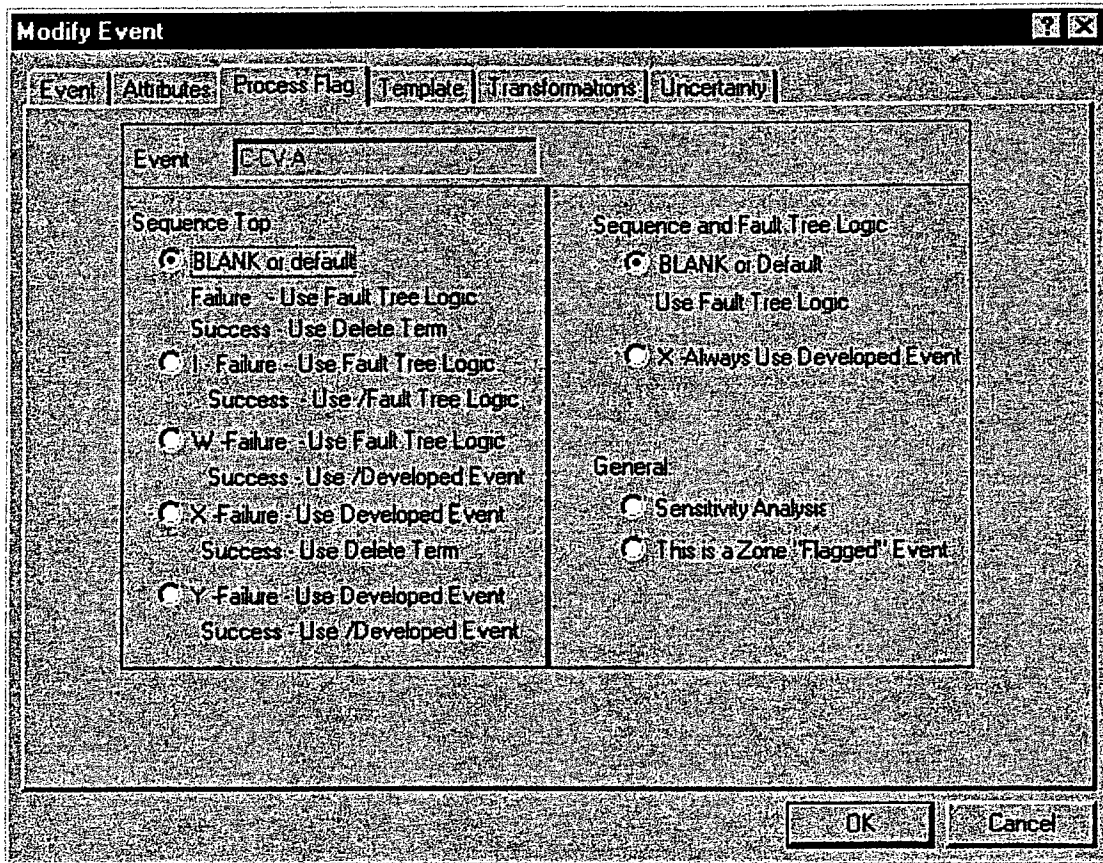 Modify Event
Event Attributes Process Flag Template Transformations Uncertainty
Event C-CV-A
Sequence Top
BLANK or default
Failure - Use Fault Tree Logic
Success - Use Delete Term
I - Failure - Use Fault Tree Logic
Success - Use /Fault Tree Logic
W - Failure - Use Fault Tree Logic
Success - Use /Developed Event
X - Failure - Use Developed Event
Success - Use Delete Term
Y - Failure - Use Developed Event
Success - Use /Developed Event
Sequence and Fault Tree Logic
BLANK or Default
Use Fault Tree Logic
X - Always Use Developed Event
General:
Sensitivity Analysis
This is a Zone "Flagged" Event
OK Cancel